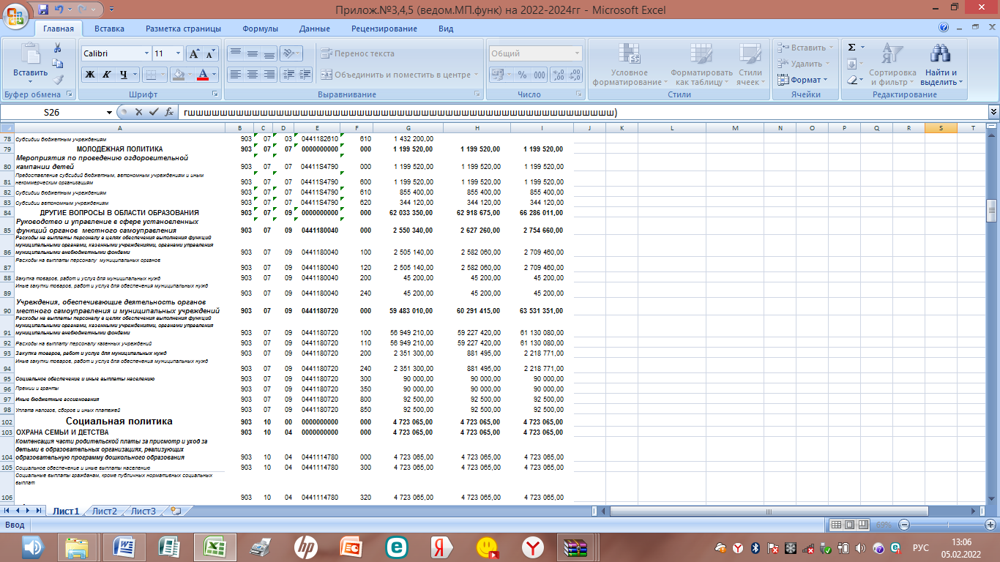 Прилож.№3,4,5 (ведом.МП.функ) на 2022-2024гг - Microsoft Excel
Главная Вставка Разметка страницы Формулы Данные Рецензирование Вид
Вставить
Буфер обмена
Calibri 11
Ж К Ч
Шрифт
Перенос текста
Объединить и поместить в центре
Выравнивание
Общий
% 000
Число
Условное форматирование
Форматировать как таблицу
Стили ячеек
Стили
Вставить
Удалить
Формат
Ячейки
Σ
Сортировка и фильтр
Найти и выделить
Редактирование
S26
A B C D E F G H I J K L M N O P Q R S T
78 Субсидии бюджетным учреждениям 903 07 03 0441182610 610 1 432 200,00
79 МОЛОДЁЖНАЯ ПОЛИТИКА 903 07 07 0000000000 000 1 199 520,00 1 199 520,00 1 199 520,00
Мероприятия по проведению оздоровительной
80 кампании детей 903 07 07 04411S4790 000 1 199 520,00 1 199 520,00 1 199 520,00
Предоставление субсидий бюджетным, автономным учреждениям и иным
81 некоммерческим организациям 903 07 07 04411S4790 600 1 199 520,00 1 199 520,00 1 199 520,00
82 Субсидии бюджетным учреждениям 903 07 07 04411S4790 610 855 400,00 855 400,00 855 400,00
83 Субсидии автономным учреждениям 903 07 07 04411S4790 620 344 120,00 344 120,00 344 120,00
84 ДРУГИЕ ВОПРОСЫ В ОБЛАСТИ ОБРАЗОВАНИЯ 903 07 09 0000000000 000 62 033 350,00 62 918 675,00 66 286 011,00
Руководство и управление в сфере установленных
85 функций органов местного самоуправления 903 07 09 0441180040 000 2 550 340,00 2 627 260,00 2 754 660,00
Расходы на выплаты персоналу в целях обеспечения выполнения функций
муниципальными органами, казенными учреждениями, органами управления
86 муниципальными внебюджетными фондами 903 07 09 0441180040 100 2 505 140,00 2 582 060,00 2 709 460,00
Расходы на выплаты персоналу муниципальных органов
87 903 07 09 0441180040 120 2 505 140,00 2 582 060,00 2 709 460,00
88 Закупка товаров, работ и услуг для муниципальных нужд 903 07 09 0441180040 200 45 200,00 45 200,00 45 200,00
Иные закупки товаров, работ и услуг для обеспечения муниципальных нужд
89 903 07 09 0441180040 240 45 200,00 45 200,00 45 200,00
Учреждения, обеспечивающие деятельность органов
90 местного самоуправления и муниципальных учреждений 903 07 09 0441180720 000 59 483 010,00 60 291 415,00 63 531 351,00
Расходы на выплаты персоналу в целях обеспечения выполнения функций
муниципальными органами, казенными учреждениями, органами управления
91 муниципальными внебюджетными фондами 903 07 09 0441180720 100 56 949 210,00 59 227 420,00 61 130 080,00
92 Расходы на выплату персоналу казенных учреждений 903 07 09 0441180720 110 56 949 210,00 59 227 420,00 61 130 080,00
93 Закупка товаров, работ и услуг для муниципальных нужд 903 07 09 0441180720 200 2 351 300,00 881 495,00 2 218 771,00
Иные закупки товаров, работ и услуг для обеспечения муниципальных нужд
94 903 07 09 0441180720 240 2 351 300,00 881 495,00 2 218 771,00
95 Социальное обеспечение и иные выплаты населению 903 07 09 0441180720 300 90 000,00 90 000,00 90 000,00
96 Премии и гранты 903 07 09 0441180720 350 90 000,00 90 000,00 90 000,00
97 Иные бюджетные ассигнования 903 07 09 0441180720 800 92 500,00 92 500,00 92 500,00
98 Уплата налогов, сборов и иных платежей 903 07 09 0441180720 850 92 500,00 92 500,00 92 500,00
102 Социальная политика 903 10 00 0000000000 000 4 723 065,00 4 723 065,00 4 723 065,00
103 ОХРАНА СЕМЬИ И ДЕТСТВА 903 10 04 0000000000 000 4 723 065,00 4 723 065,00 4 723 065,00
Компенсация части родительской платы за присмотр и уход за
детьми в образовательных организациях, реализующих
104 образовательную программу дошкольного образования 903 10 04 0441114780 000 4 723 065,00 4 723 065,00 4 723 065,00
105 Социальное обеспечение и иные выплаты населению 903 10 04 0441114780 300 4 723 065,00 4 723 065,00 4 723 065,00
Социальные выплаты гражданам, кроме публичных нормативных социальных
выплат
106 903 10 04 0441114780 320 4 723 065,00 4 723 065,00 4 723 065,00
Лист1 Лист2 Лист3
Ввод 69%
РУС 13:06
05.02.2022